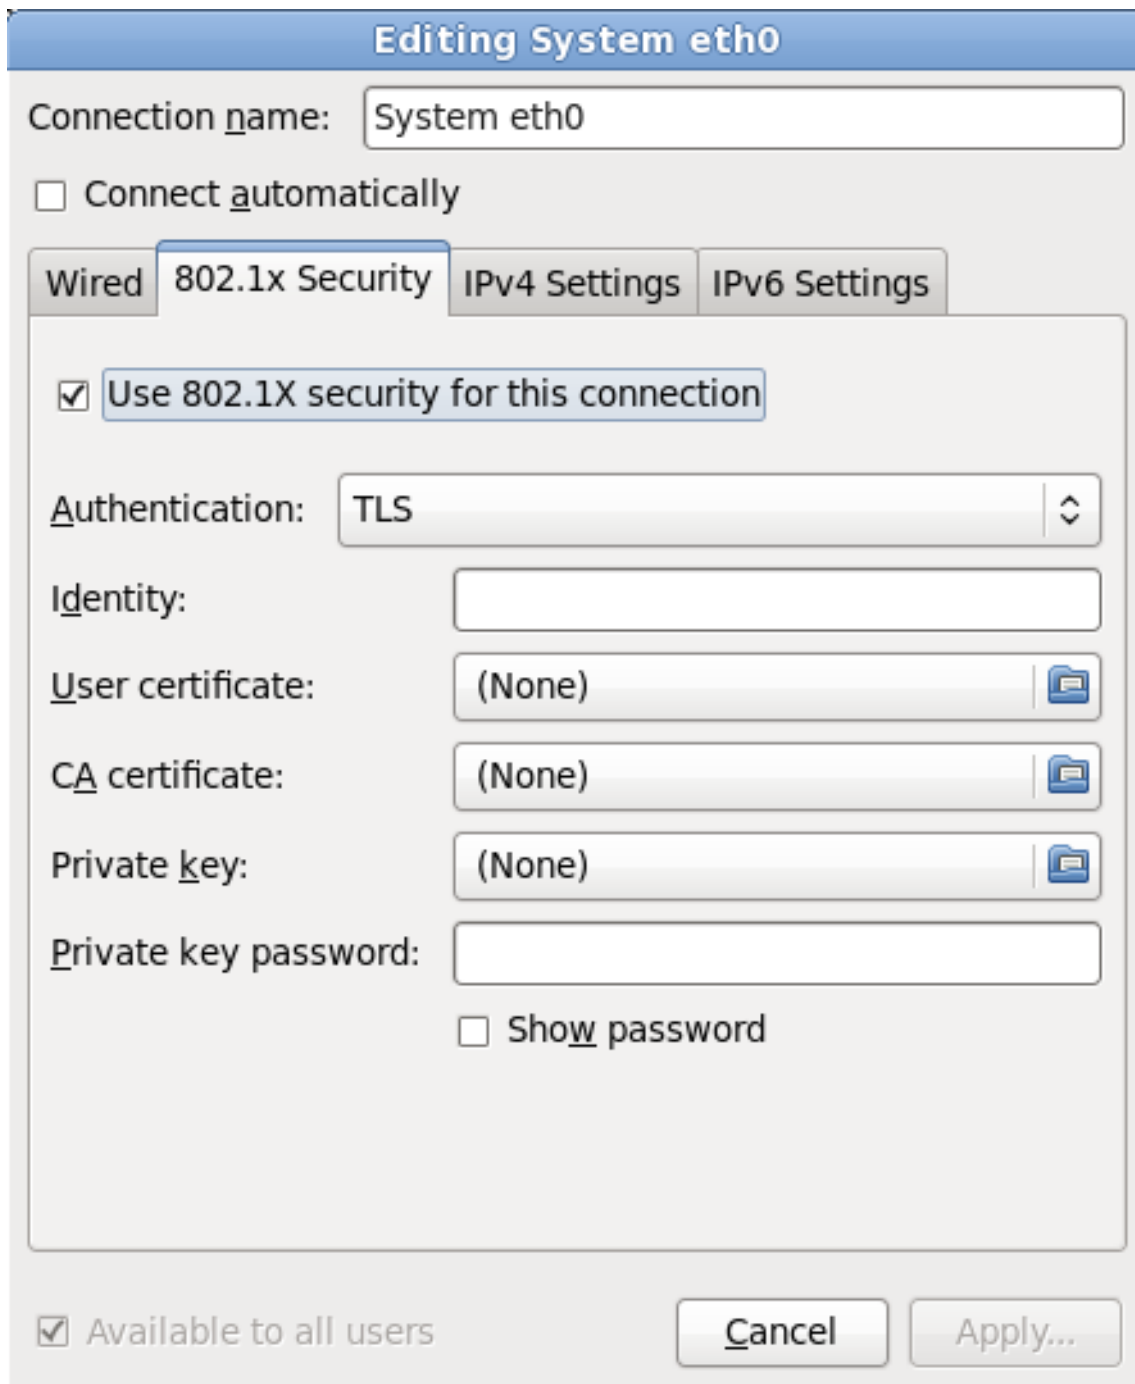 Editing System eth0
Connection name: System eth0
Connect automatically
Wired 802.1x Security IPv4 Settings IPv6 Settings
Use 802.1X security for this connection
Authentication: TLS
Identity:
User certificate: (None)
CA certificate: (None)
Private key: (None)
Private key password:
Show password
Available to all users Cancel Apply...